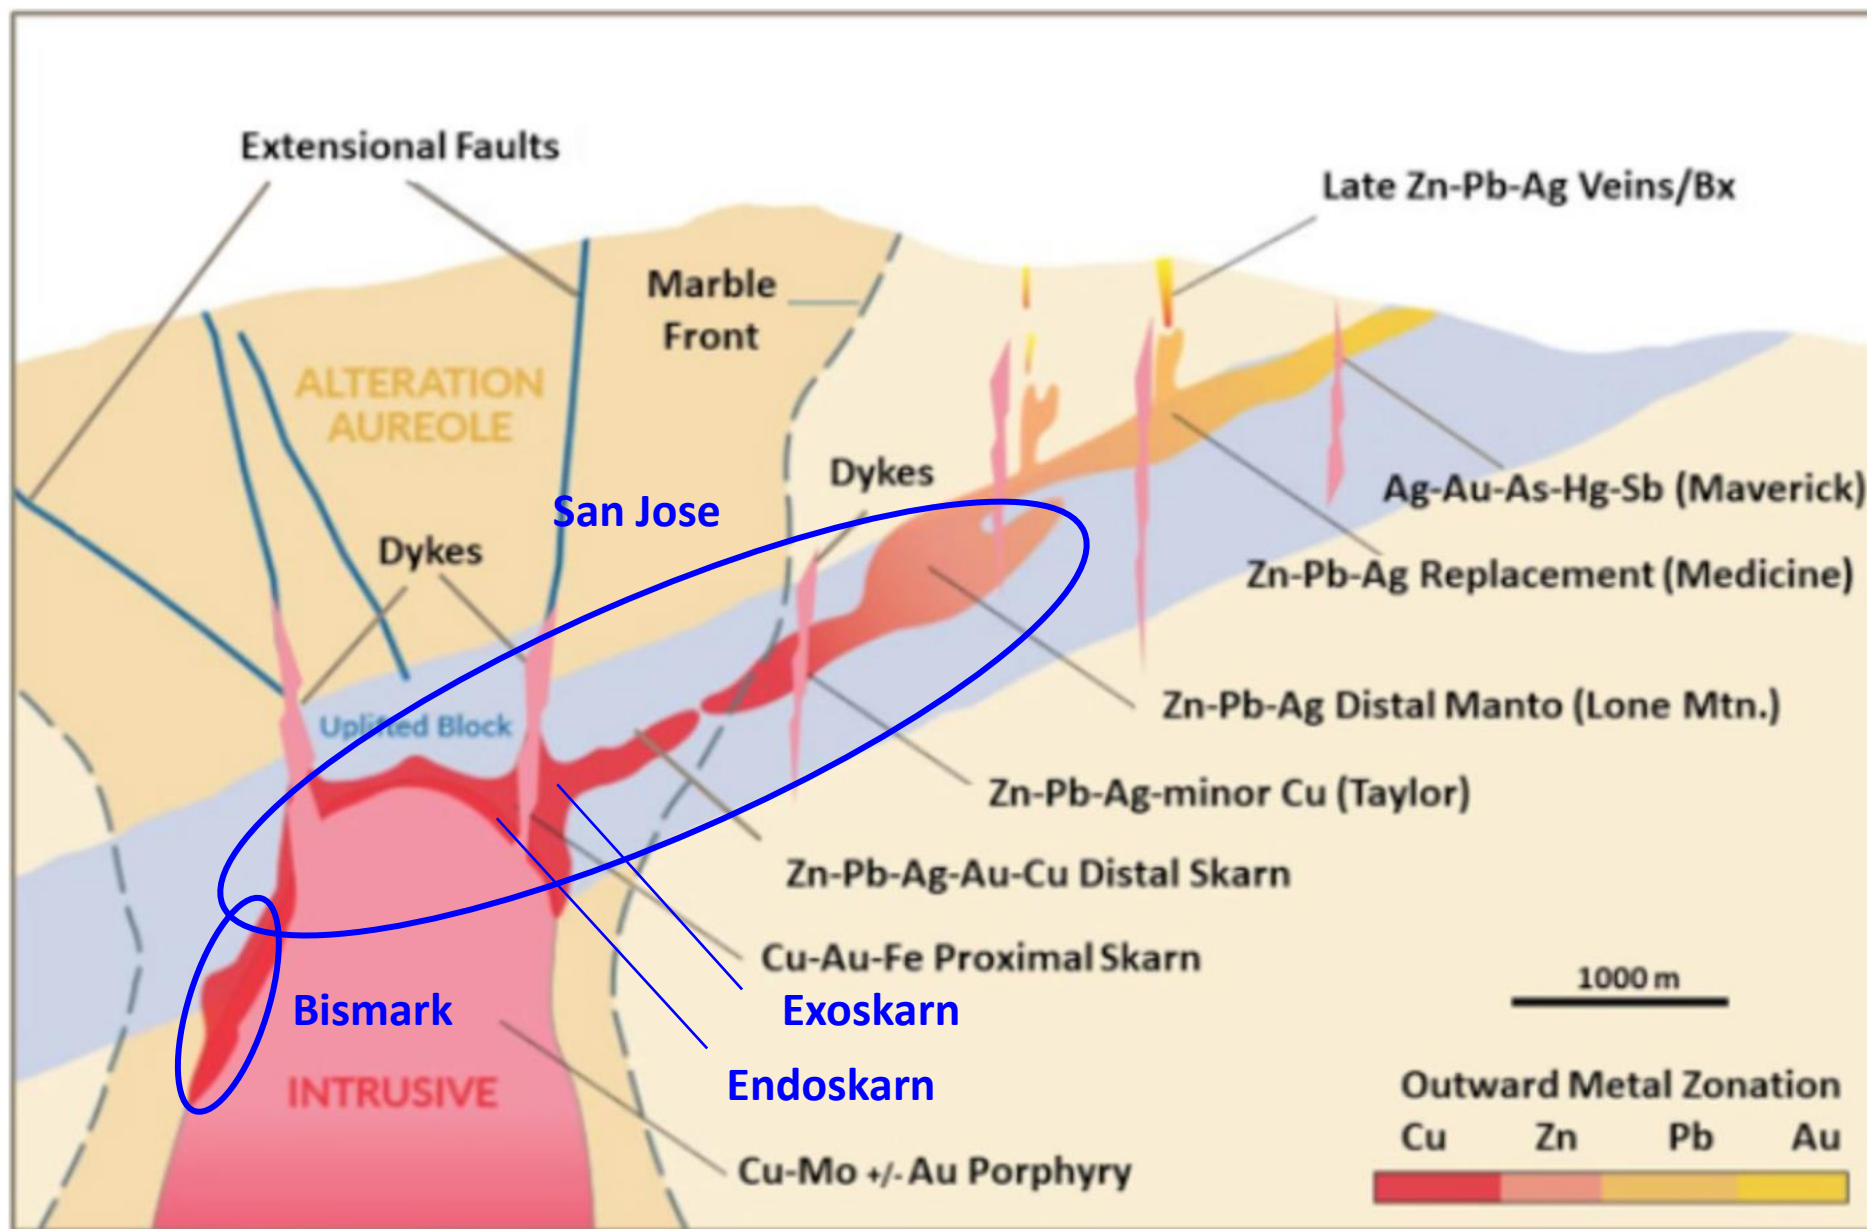 Extensional Faults
Late Zn-Pb-Ag Veins/Bx
Marble
Front
ALTERATION
AUREOLE
Dykes
San Jose
Ag-Au-As-Hg-Sb (Maverick)
Dykes
Zn-Pb-Ag Replacement (Medicine)
Zn-Pb-Ag Distal Manto (Lone Mtn.)
Uplifted Block
Zn-Pb-Ag-minor Cu (Taylor)
Zn-Pb-Ag-Au-Cu Distal Skarn
Cu-Au-Fe Proximal Skarn
1000 m
Bismark
Exoskarn
Endoskarn
INTRUSIVE
Outward Metal Zonation
Cu Zn Pb Au
Cu-Mo +/- Au Porphyry